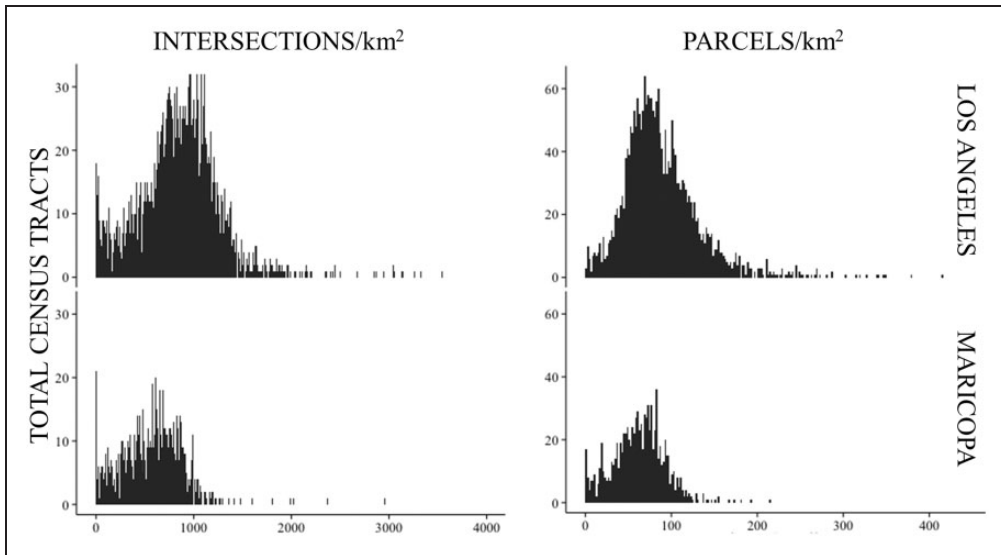 INTERSECTIONS/km²
PARCELS/km²
TOTAL CENSUS TRACTS
30
20
10
0
60
40
20
0
LOS ANGELES
30
20
10
0
60
40
20
0
MARICOPA
0 1000 2000 3000 4000
0 100 200 300 400